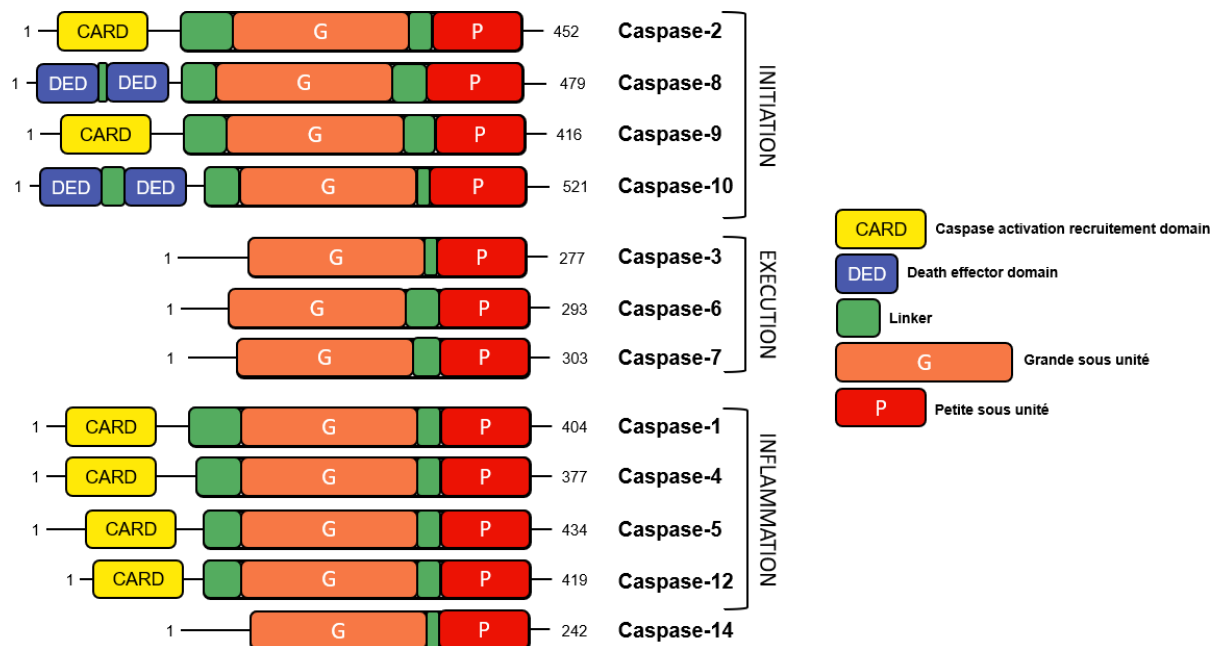 1 CARD G P 452 Caspase-2
1 DED DED G P 479 Caspase-8
1 CARD G P 416 Caspase-9
1 DED DED G P 521 Caspase-10
INITIATION
1 G P 277 Caspase-3
1 G P 293 Caspase-6
1 G P 303 Caspase-7
EXECUTION
1 CARD G P 404 Caspase-1
1 CARD G P 377 Caspase-4
1 CARD G P 434 Caspase-5
1 CARD G P 419 Caspase-12
INFLAMMATION
1 G P 242 Caspase-14
CARD Caspase activation recruitement domain
DED Death effector domain
Linker
G Grande sous unité
P Petite sous unité